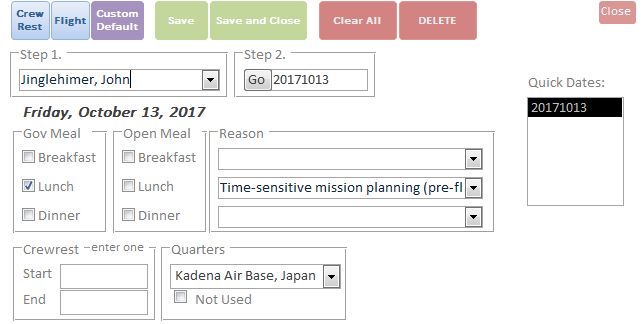 Crew Rest
Flight
Custom Default
Save
Save and Close
Clear All
DELETE
Close
Step 1.
Step 2.
Jinglehimer, John
Go 20171013
Quick Dates:
20171013
Friday, October 13, 2017
Gov Meal
Open Meal
Reason
Breakfast
Breakfast
Lunch
Lunch
Time-sensitive mission planning (pre-fl
Dinner
Dinner
Crewrest enter one
Quarters
Start
Kadena Air Base, Japan
End
Not Used